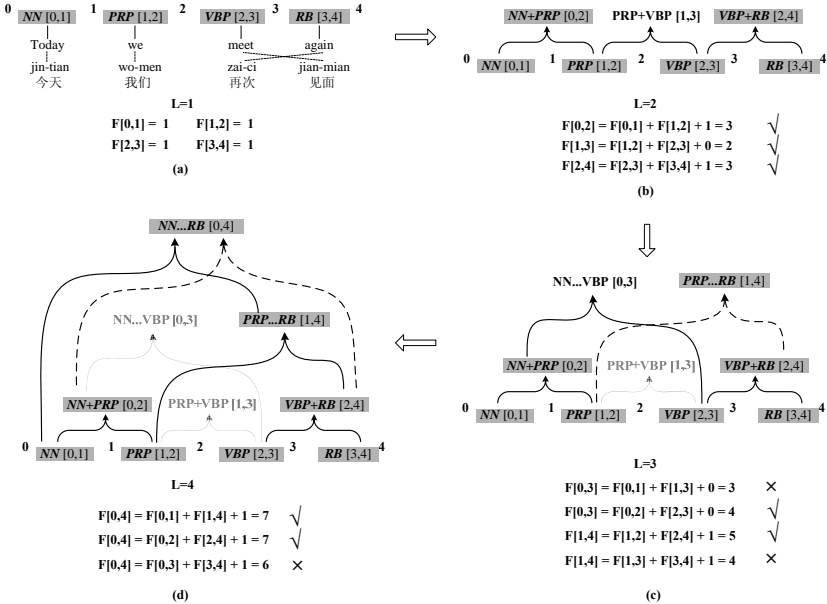 0 NN [0,1] 1 PRP [1,2] 2 VBP [2,3] 3 RB [3,4] 4
Today we meet again
jin-tian wo-men zai-ci jian-mian
今天 我们 再次 见面
L=1
F[0,1] = 1 F[1,2] = 1
F[2,3] = 1 F[3,4] = 1
(a)
NN+PRP [0,2] PRP+VBP [1,3] VBP+RB [2,4]
0 NN [0,1] 1 PRP [1,2] 2 VBP [2,3] 3 RB [3,4] 4
L=2
F[0,2] = F[0,1] + F[1,2] + 1 = 3 √
F[1,3] = F[1,2] + F[2,3] + 0 = 2 √
F[2,4] = F[2,3] + F[3,4] + 1 = 3 √
(b)
NN...VBP [0,3] PRP...RB [1,4]
NN+PRP [0,2] PRP+VBP [1,3] VBP+RB [2,4]
0 NN [0,1] 1 PRP [1,2] 2 VBP [2,3] 3 RB [3,4] 4
L=3
F[0,3] = F[0,1] + F[1,3] + 0 = 3 ×
F[0,3] = F[0,2] + F[2,3] + 0 = 4 √
F[1,4] = F[1,2] + F[2,4] + 1 = 5 √
F[1,4] = F[1,3] + F[3,4] + 1 = 4 ×
(c)
NN...RB [0,4]
NN...VBP [0,3] PRP...RB [1,4]
NN+PRP [0,2] PRP+VBP [1,3] VBP+RB [2,4]
0 NN [0,1] 1 PRP [1,2] 2 VBP [2,3] 3 RB [3,4] 4
L=4
F[0,4] = F[0,1] + F[1,4] + 1 = 7 √
F[0,4] = F[0,2] + F[2,4] + 1 = 7 √
F[0,4] = F[0,3] + F[3,4] + 1 = 6 ×
(d)